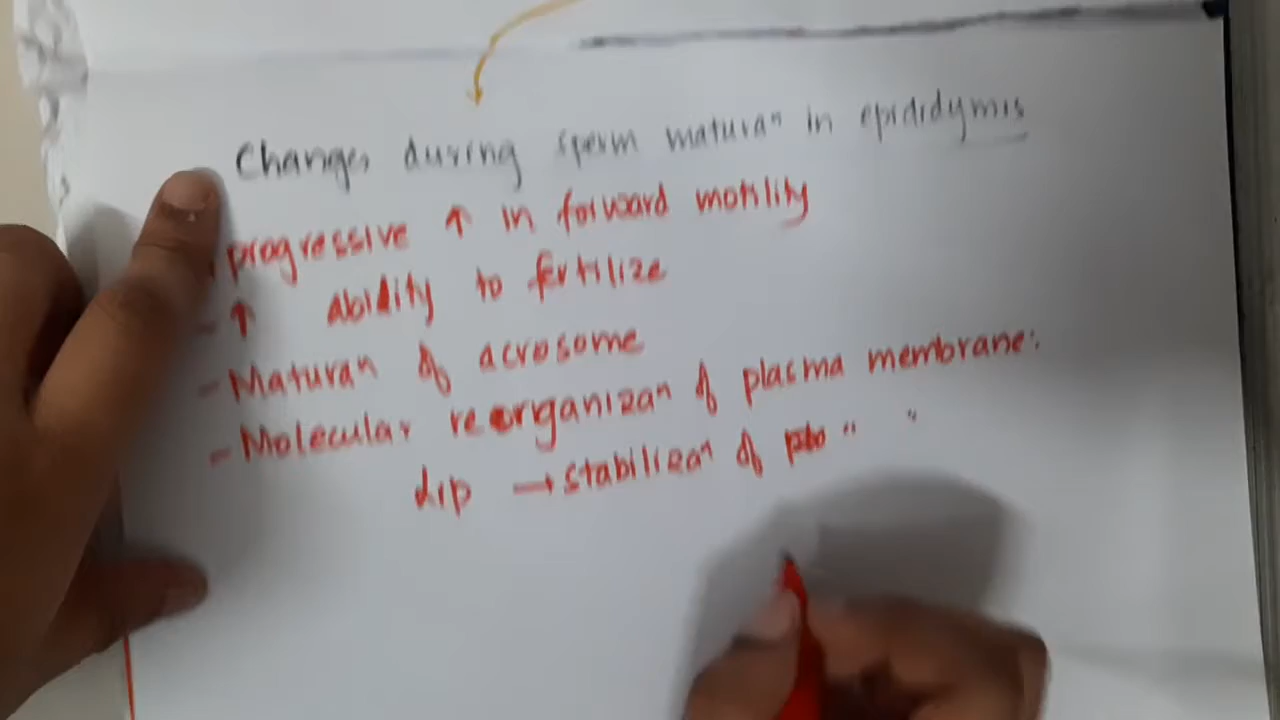 Changes during sperm maturaⁿ in epididymis
- progressive ↑ in forward motility
- ↑ ability to fertilize
- Maturaⁿ of acrosome
- Molecular reorganizaⁿ of plasma membrane:
lip → stabilizaⁿ of pla " "